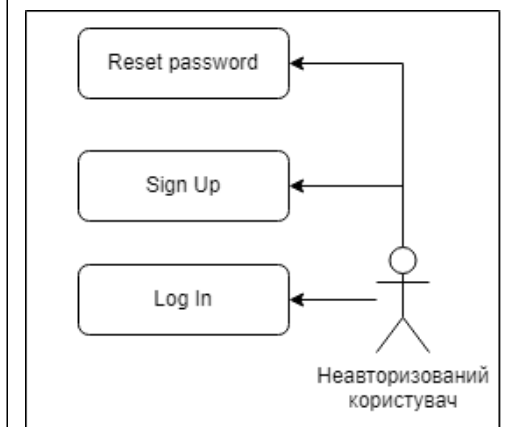 Reset password
Sign Up
Log In
Неавторизований
користувач